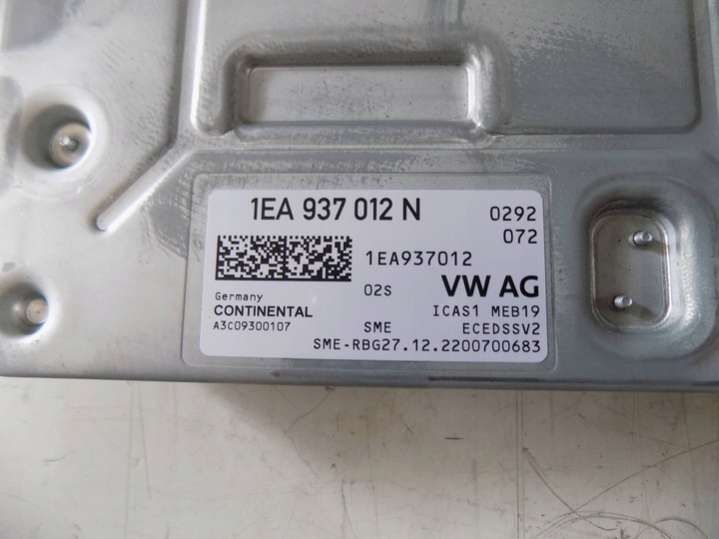 1EA 937 012 N 0292
072
1EA937012
02S VW AG
Germany
CONTINENTAL ICAS1 MEB19
A3C09300107 SME ECEDSSV2
SME-RBG27.12.2200700683